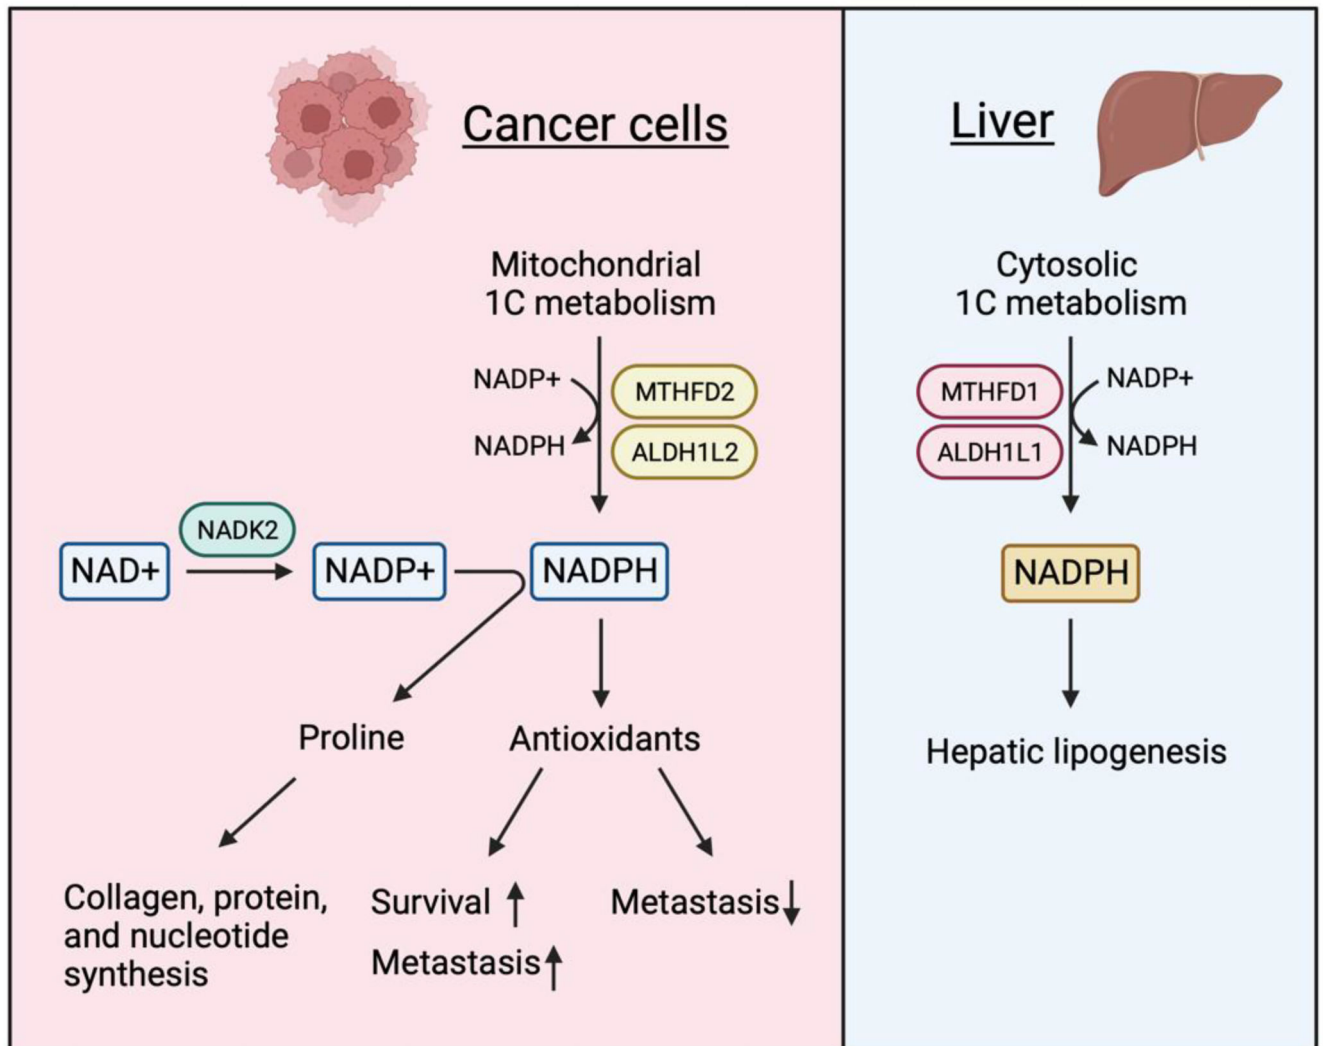 Cancer cells
Mitochondrial
1C metabolism
NADP+
MTHFD2
NADPH
ALDH1L2
NADK2
NAD+
NADP+
NADPH
Proline
Antioxidants
Collagen, protein,
and nucleotide
synthesis
Survival
Metastasis
Metastasis
Liver
Cytosolic
1C metabolism
MTHFD1
NADP+
ALDH1L1
NADPH
NADPH
Hepatic lipogenesis